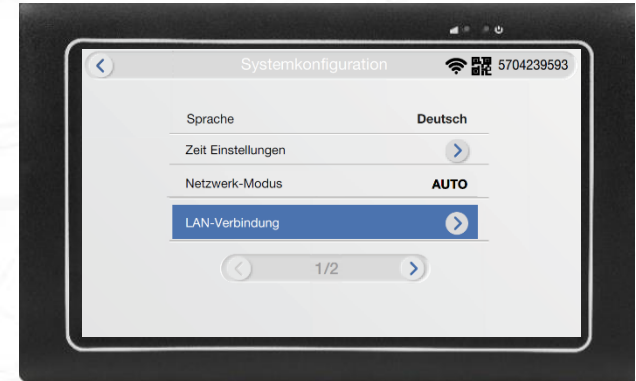 Systemkonfiguration 5704239593
Sprache Deutsch
Zeit Einstellungen
Netzwerk-Modus AUTO
LAN-Verbindung
1/2